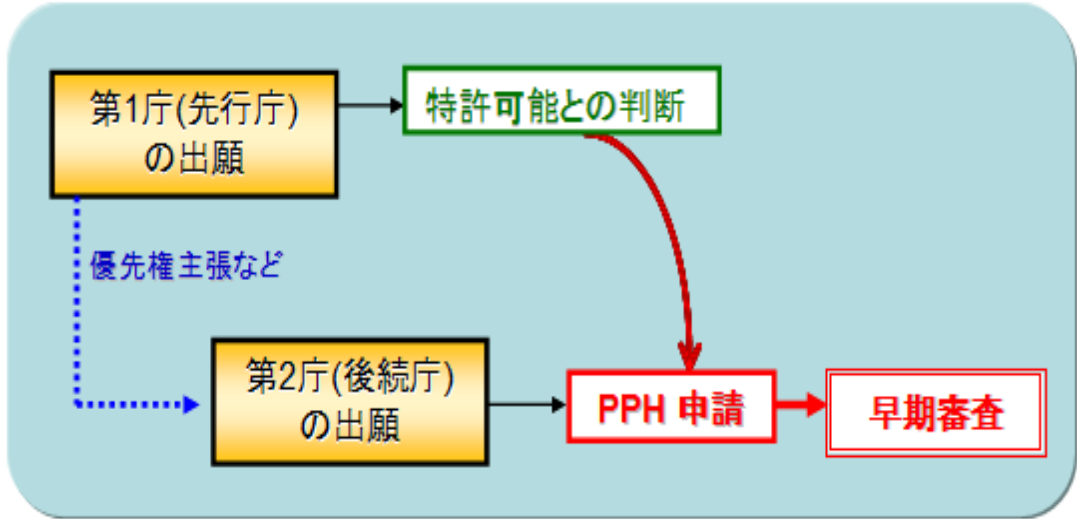 第1庁(先行庁)
の出願
特許可能との判断
優先権主張など
第2庁(後続庁)
の出願
PPH 申請
早期審査